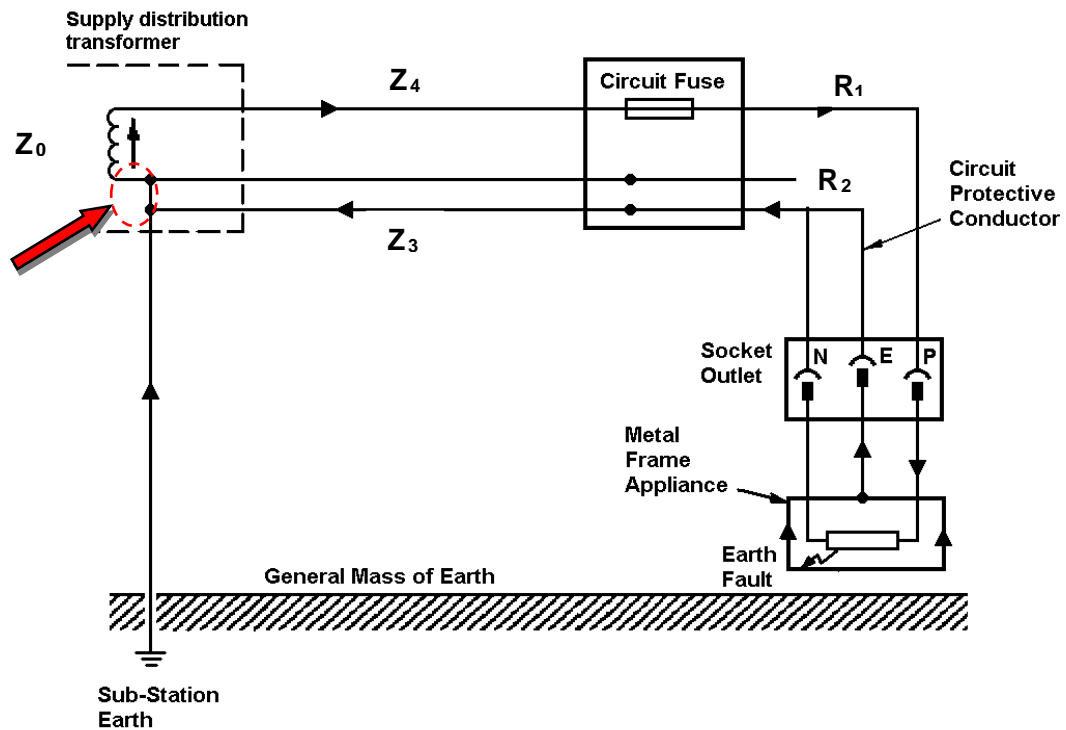 Supply distribution
transformer
Z₄
Circuit Fuse
R₁
Z₀
R₂
Z₃
Circuit
Protective
Conductor
Socket
Outlet
N
E
P
Metal
Frame
Appliance
Earth
Fault
General Mass of Earth
Sub-Station
Earth